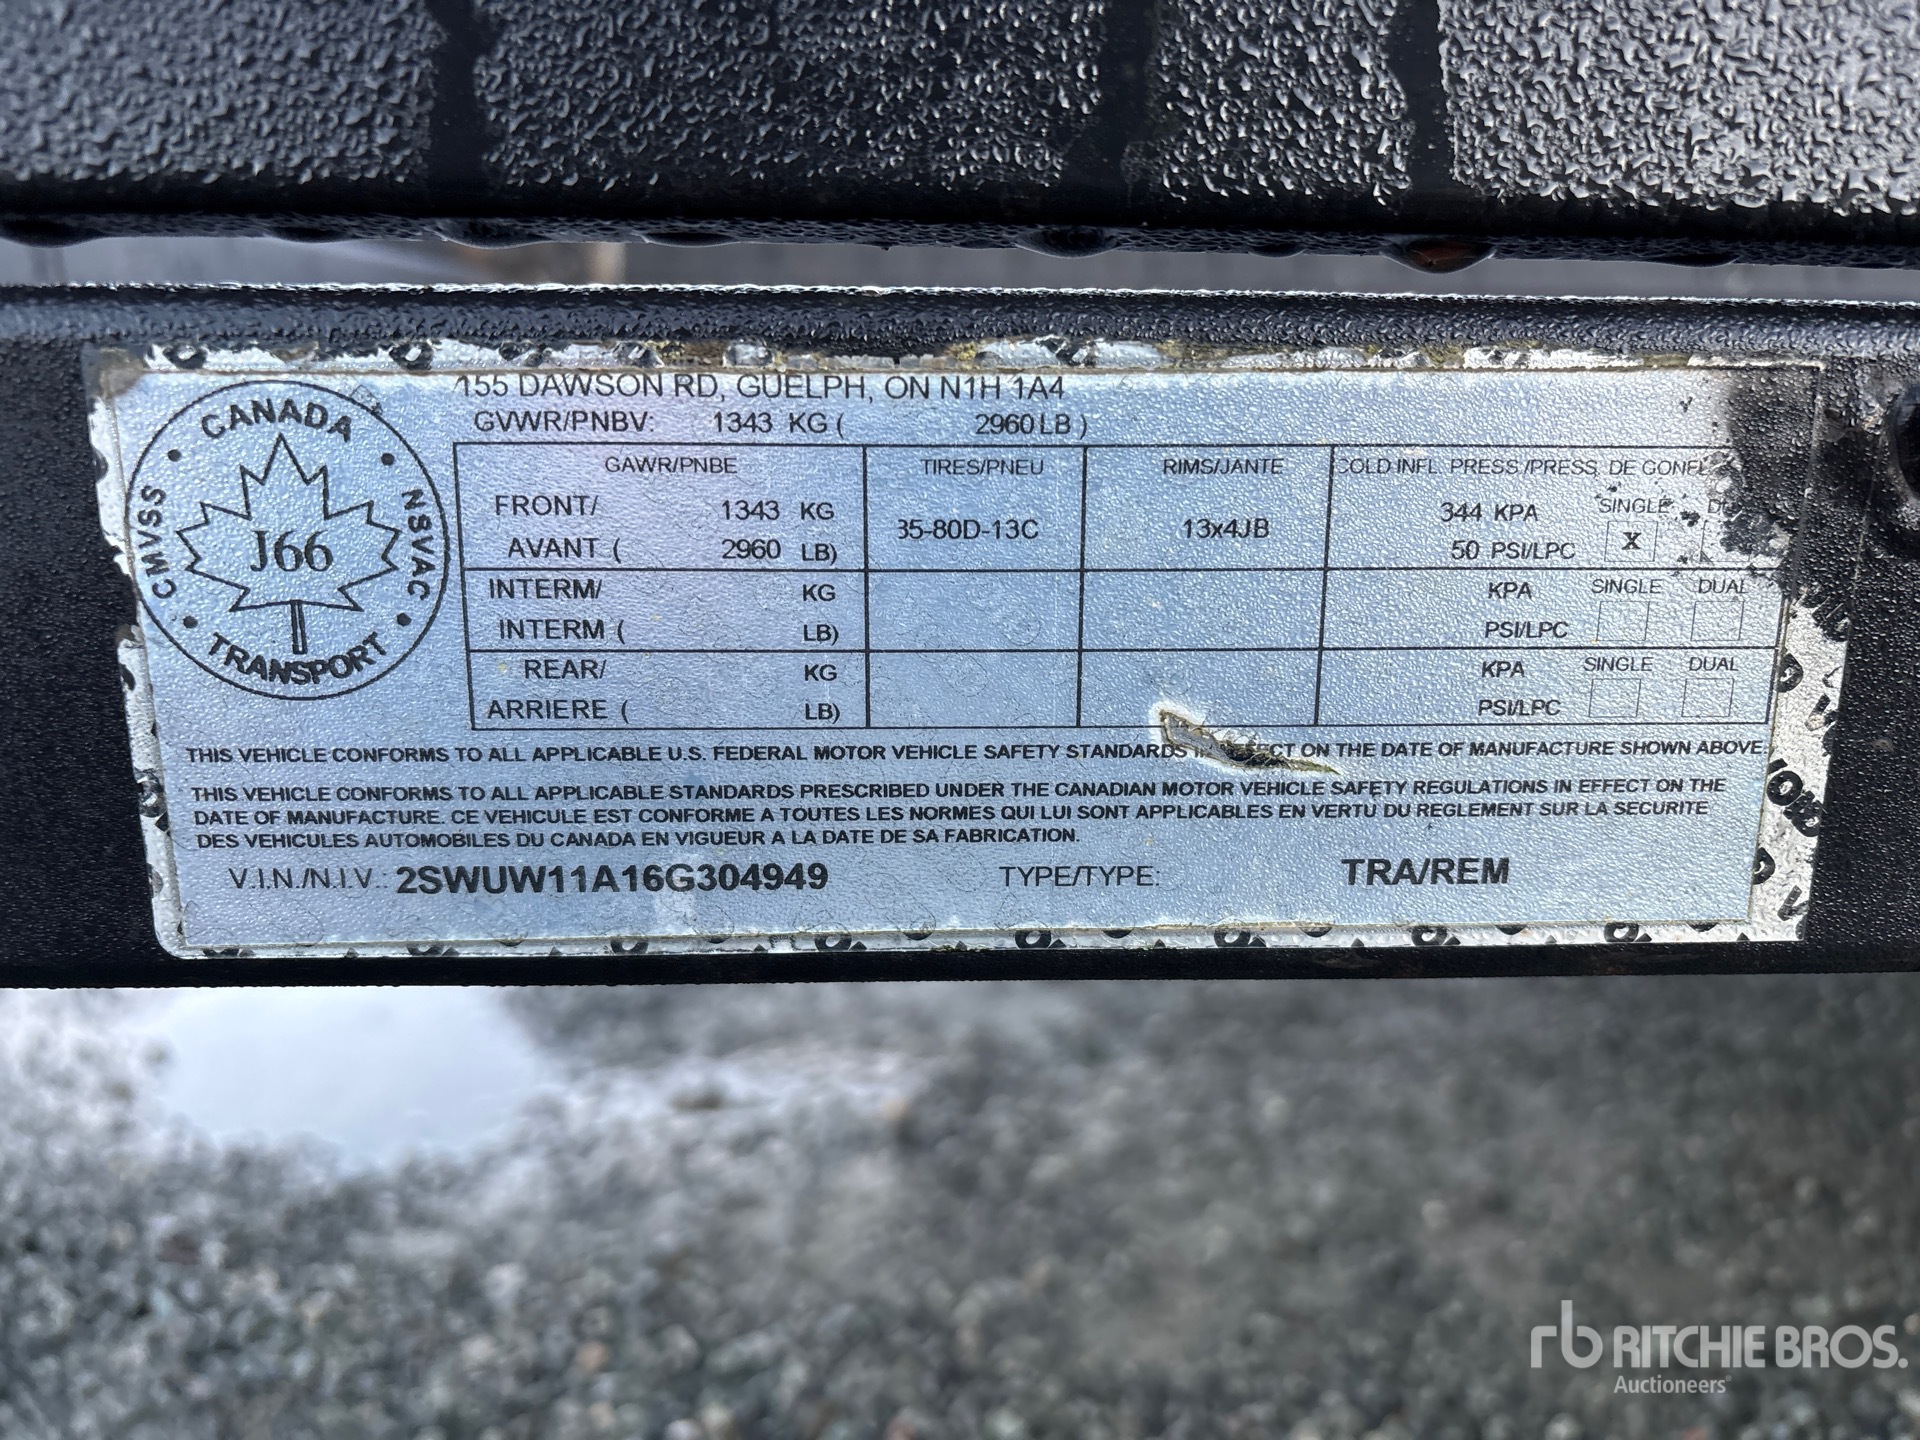 CANADA
CMVSS
NSVAC
J66
TRANSPORT
155 DAWSON RD, GUELPH, ON N1H 1A4
GVWR/PNBV: 1343 KG ( 2960 LB )
GAWR/PNBE TIRES/PNEU RIMS/JANTE COLD INFL. PRESS./PRESS. DE GONFL
FRONT/ 1343 KG 35-80D-13C 13x4JB 344 KPA SINGLE
AVANT ( 2960 LB) 50 PSI/LPC X
INTERM/ KG KPA SINGLE DUAL
INTERM ( LB) PSI/LPC
REAR/ KG KPA SINGLE DUAL
ARRIERE ( LB) PSI/LPC
THIS VEHICLE CONFORMS TO ALL APPLICABLE U.S. FEDERAL MOTOR VEHICLE SAFETY STANDARDS ON THE DATE OF MANUFACTURE SHOWN ABOVE.
THIS VEHICLE CONFORMS TO ALL APPLICABLE STANDARDS PRESCRIBED UNDER THE CANADIAN MOTOR VEHICLE SAFETY REGULATIONS IN EFFECT ON THE
DATE OF MANUFACTURE. CE VEHICULE EST CONFORME A TOUTES LES NORMES QUI LUI SONT APPLICABLES EN VERTU DU REGLEMENT SUR LA SECURITE
DES VEHICULES AUTOMOBILES DU CANADA EN VIGUEUR A LA DATE DE SA FABRICATION.
V.I.N./N.I.V.: 2SWUW11A16G304949 TYPE/TYPE: TRA/REM
rb RITCHIE BROS.
Auctioneers